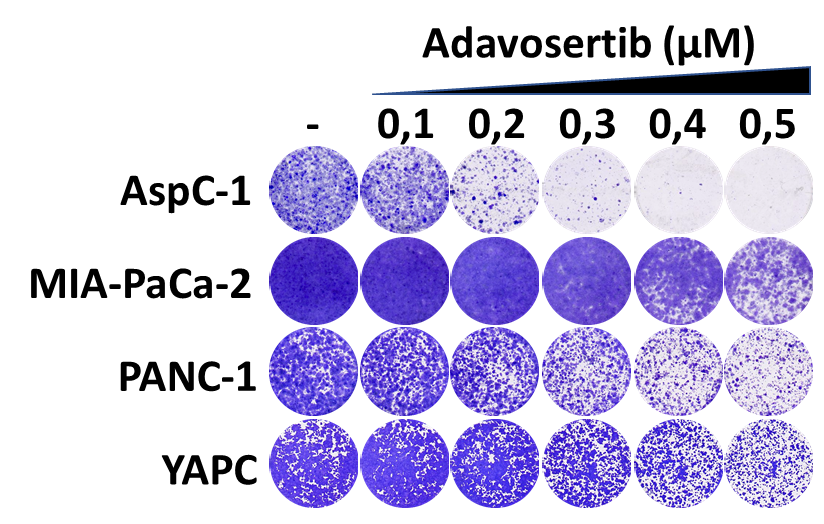 Adavosertib (µM)
- 0,1 0,2 0,3 0,4 0,5
AspC-1
MIA-PaCa-2
PANC-1
YAPC